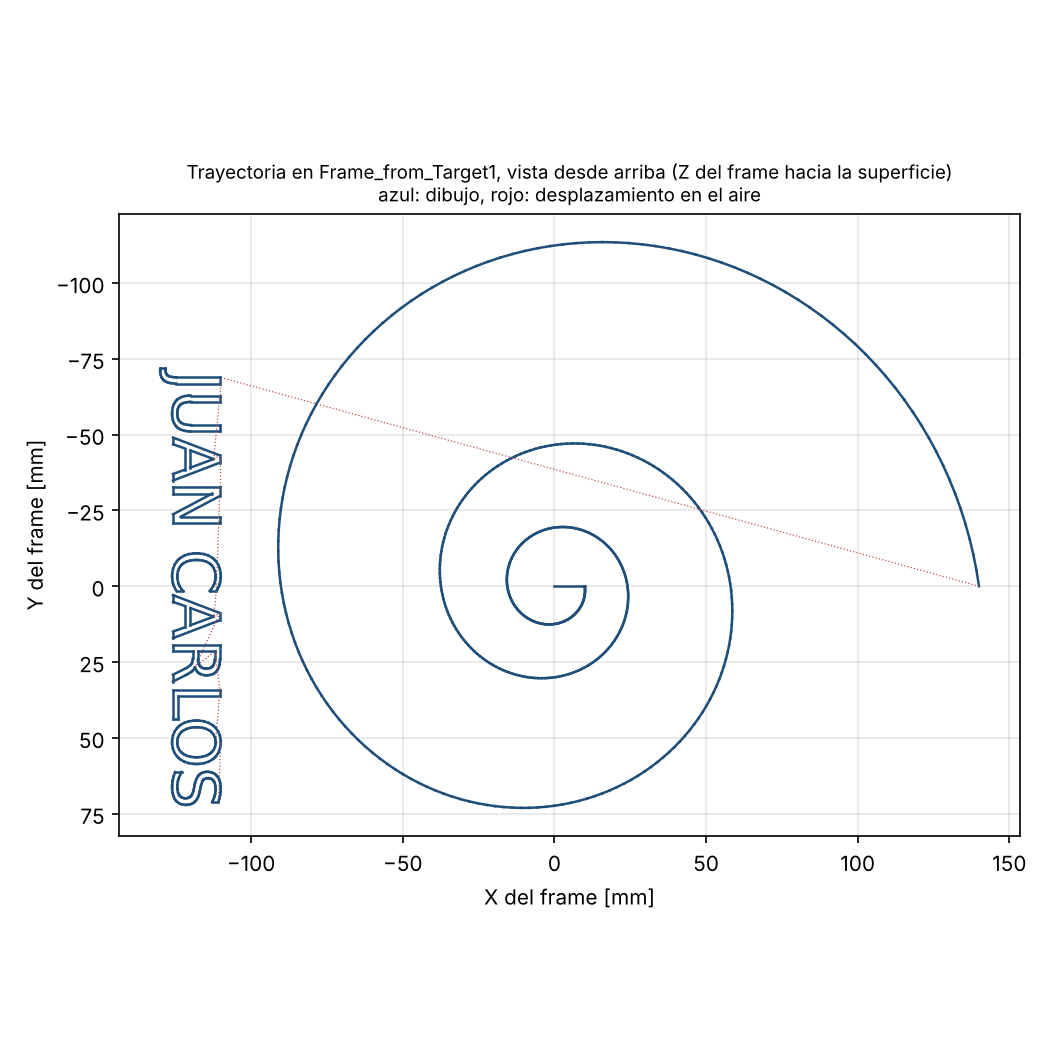 Trayectoria en Frame_from_Target1, vista desde arriba (Z del frame hacia la superficie)
azul: dibujo, rojo: desplazamiento en el aire
Y del frame [mm]
−100
−75
−50
−25
0
25
50
75
JUAN CARLOS
−100
−50
0
50
100
150
X del frame [mm]